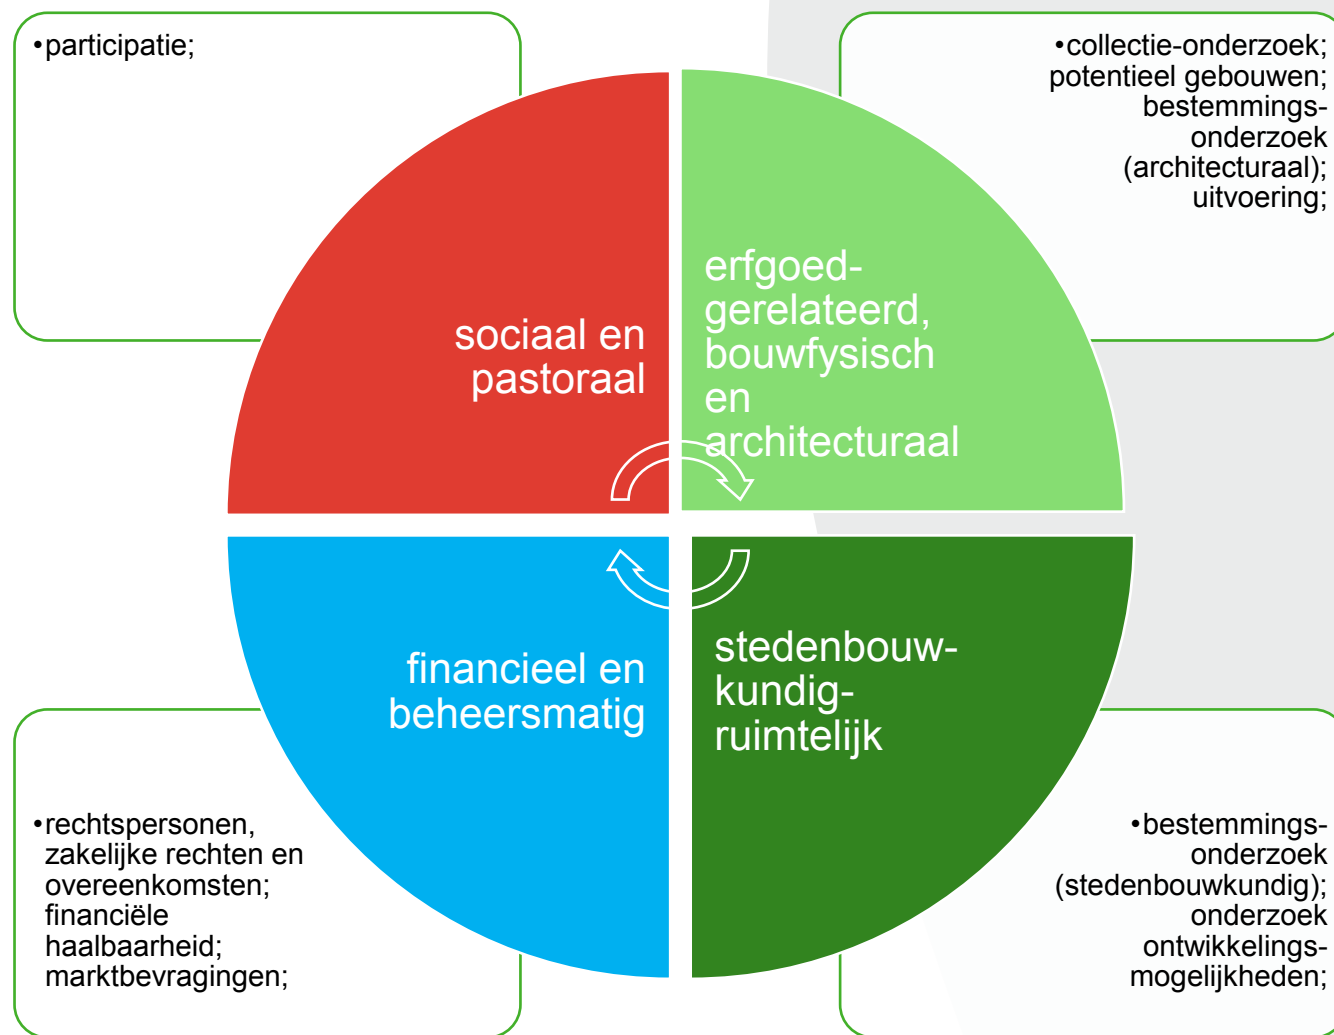 •participatie;
•collectie-onderzoek;
potentieel gebouwen;
bestemmings-
onderzoek
(architecturaal);
uitvoering;
sociaal en
pastoraal
erfgoed-
gerelateerd,
bouwfysisch
en
architecturaal
financieel en
beheersmatig
stedenbouw-
kundig-
ruimtelijk
•rechtspersonen,
zakelijke rechten en
overeenkomsten;
financiële
haalbaarheid;
marktbevragingen;
•bestemmings-
onderzoek
(stedenbouwkundig);
onderzoek
ontwikkelings-
mogelijkheden;